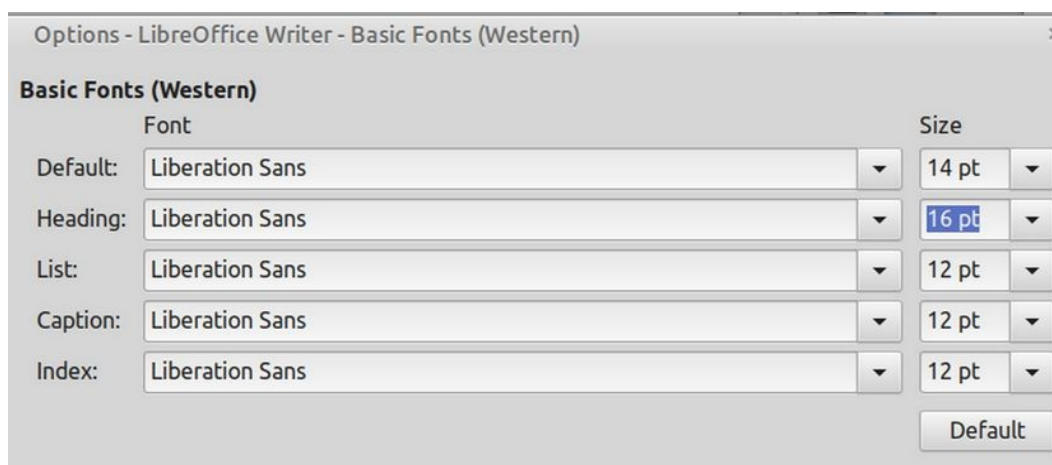 Options - LibreOffice Writer - Basic Fonts (Western)
Basic Fonts (Western)
Font Size
Default: Liberation Sans 14 pt
Heading: Liberation Sans 16 pt
List: Liberation Sans 12 pt
Caption: Liberation Sans 12 pt
Index: Liberation Sans 12 pt
Default